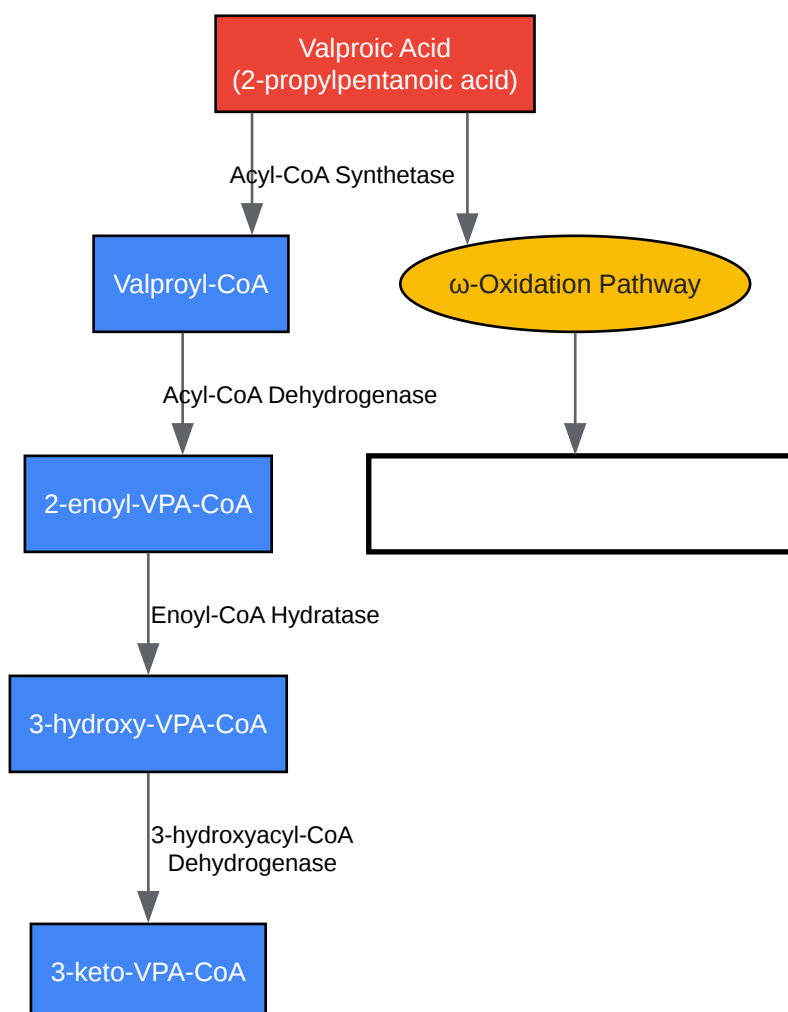 Valproic Acid
(2-propylpentanoic acid)
Acyl-CoA Synthetase
Valproyl-CoA
ω-Oxidation Pathway
Acyl-CoA Dehydrogenase
2-enoyl-VPA-CoA
Enoyl-CoA Hydratase
3-hydroxy-VPA-CoA
3-hydroxyacyl-CoA
Dehydrogenase
3-keto-VPA-CoA